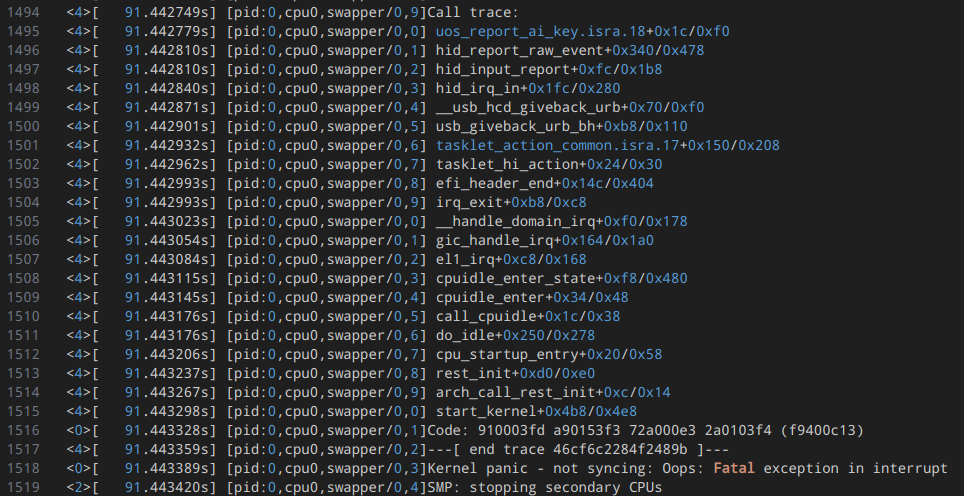 1494 <4>[ 91.442749s] [pid:0,cpu0,swapper/0,9]Call trace:
1495 <4>[ 91.442779s] [pid:0,cpu0,swapper/0,0] uos_report_ai_key.isra.18+0x1c/0xf0
1496 <4>[ 91.442810s] [pid:0,cpu0,swapper/0,1] hid_report_raw_event+0x340/0x478
1497 <4>[ 91.442810s] [pid:0,cpu0,swapper/0,2] hid_input_report+0xfc/0x1b8
1498 <4>[ 91.442840s] [pid:0,cpu0,swapper/0,3] hid_irq_in+0x1fc/0x280
1499 <4>[ 91.442871s] [pid:0,cpu0,swapper/0,4] __usb_hcd_giveback_urb+0x70/0xf0
1500 <4>[ 91.442901s] [pid:0,cpu0,swapper/0,5] usb_giveback_urb_bh+0xb8/0x110
1501 <4>[ 91.442932s] [pid:0,cpu0,swapper/0,6] tasklet_action_common.isra.17+0x150/0x208
1502 <4>[ 91.442962s] [pid:0,cpu0,swapper/0,7] tasklet_hi_action+0x24/0x30
1503 <4>[ 91.442993s] [pid:0,cpu0,swapper/0,8] efi_header_end+0x14c/0x404
1504 <4>[ 91.442993s] [pid:0,cpu0,swapper/0,9] irq_exit+0xb8/0xc8
1505 <4>[ 91.443023s] [pid:0,cpu0,swapper/0,0] __handle_domain_irq+0xf0/0x178
1506 <4>[ 91.443054s] [pid:0,cpu0,swapper/0,1] gic_handle_irq+0x164/0x1a0
1507 <4>[ 91.443084s] [pid:0,cpu0,swapper/0,2] el1_irq+0xc8/0x168
1508 <4>[ 91.443115s] [pid:0,cpu0,swapper/0,3] cpuidle_enter_state+0xf8/0x480
1509 <4>[ 91.443145s] [pid:0,cpu0,swapper/0,4] cpuidle_enter+0x34/0x48
1510 <4>[ 91.443176s] [pid:0,cpu0,swapper/0,5] call_cpuidle+0x1c/0x38
1511 <4>[ 91.443176s] [pid:0,cpu0,swapper/0,6] do_idle+0x250/0x278
1512 <4>[ 91.443206s] [pid:0,cpu0,swapper/0,7] cpu_startup_entry+0x20/0x58
1513 <4>[ 91.443237s] [pid:0,cpu0,swapper/0,8] rest_init+0xd0/0xe0
1514 <4>[ 91.443267s] [pid:0,cpu0,swapper/0,9] arch_call_rest_init+0xc/0x14
1515 <4>[ 91.443298s] [pid:0,cpu0,swapper/0,0] start_kernel+0x4b8/0x4e8
1516 <0>[ 91.443328s] [pid:0,cpu0,swapper/0,1]Code: 910003fd a90153f3 72a000e3 2a0103f4 (f9400c13)
1517 <4>[ 91.443359s] [pid:0,cpu0,swapper/0,2]---[ end trace 46cf6c2284f2489b ]---
1518 <0>[ 91.443389s] [pid:0,cpu0,swapper/0,3]Kernel panic - not syncing: Oops: Fatal exception in interrupt
1519 <2>[ 91.443420s] [pid:0,cpu0,swapper/0,4]SMP: stopping secondary CPUs